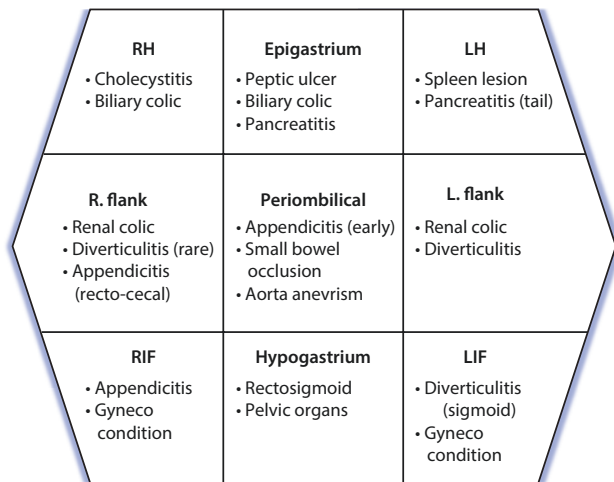 RH
• Cholecystitis
• Biliary colic
Epigastrium
• Peptic ulcer
• Biliary colic
• Pancreatitis
LH
• Spleen lesion
• Pancreatitis (tail)
R. flank
• Renal colic
• Diverticulitis (rare)
• Appendicitis
(recto-cecal)
Periombilical
• Appendicitis (early)
• Small bowel
occlusion
• Aorta anevrism
L. flank
• Renal colic
• Diverticulitis
RIF
• Appendicitis
• Gyneco
condition
Hypogastrium
• Rectosigmoid
• Pelvic organs
LIF
• Diverticulitis
(sigmoid)
• Gyneco
condition